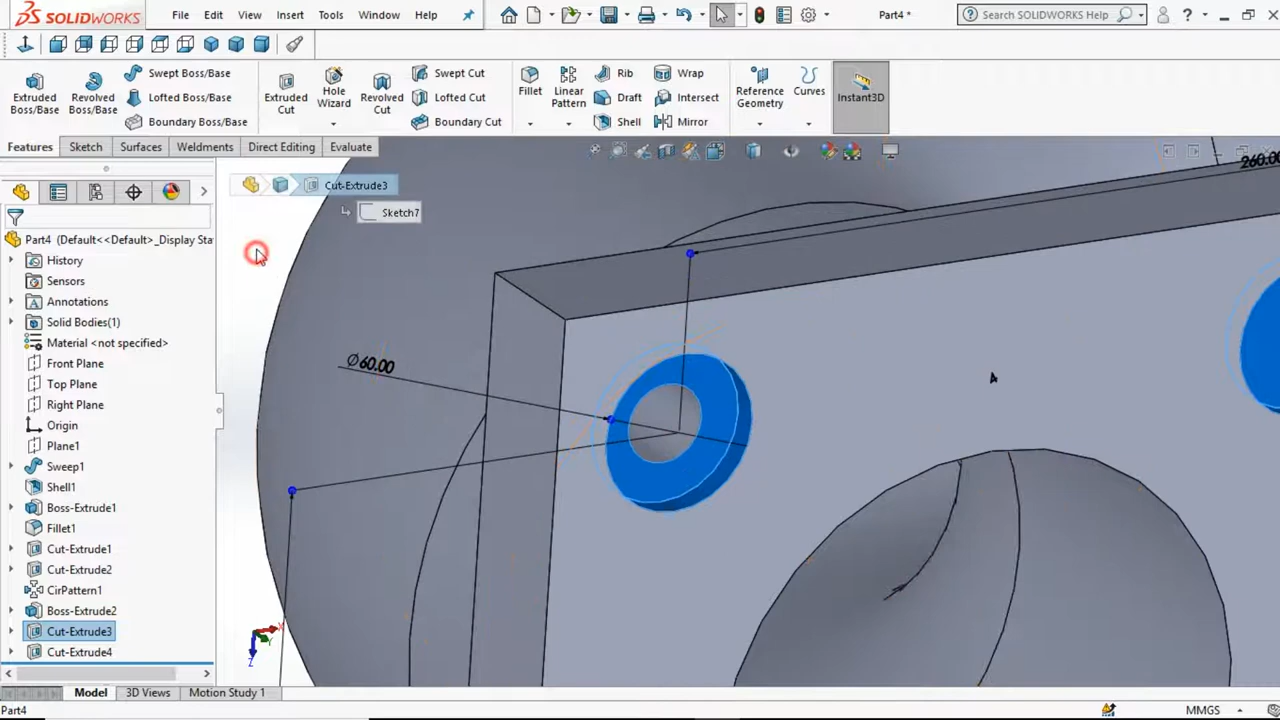 SOLIDWORKS File Edit View Insert Tools Window Help Part4 * Search SOLIDWORKS Help ?
Extruded Boss/Base
Revolved Boss/Base
Swept Boss/Base
Lofted Boss/Base
Boundary Boss/Base
Extruded Cut
Hole Wizard
Revolved Cut
Swept Cut
Lofted Cut
Boundary Cut
Fillet
Linear Pattern
Rib
Draft
Shell
Wrap
Intersect
Mirror
Reference Geometry
Curves
Instant3D
Features Sketch Surfaces Weldments Direct Editing Evaluate
Cut-Extrude3
Sketch7
260.00
Ø60.00
Part4 (Default<<Default>_Display Sta
History
Sensors
Annotations
Solid Bodies(1)
Material <not specified>
Front Plane
Top Plane
Right Plane
Origin
Plane1
Sweep1
Shell1
Boss-Extrude1
Fillet1
Cut-Extrude1
Cut-Extrude2
CirPattern1
Boss-Extrude2
Cut-Extrude3
Cut-Extrude4
X
Y
Z
Model 3D Views Motion Study 1
Part4 MMGS